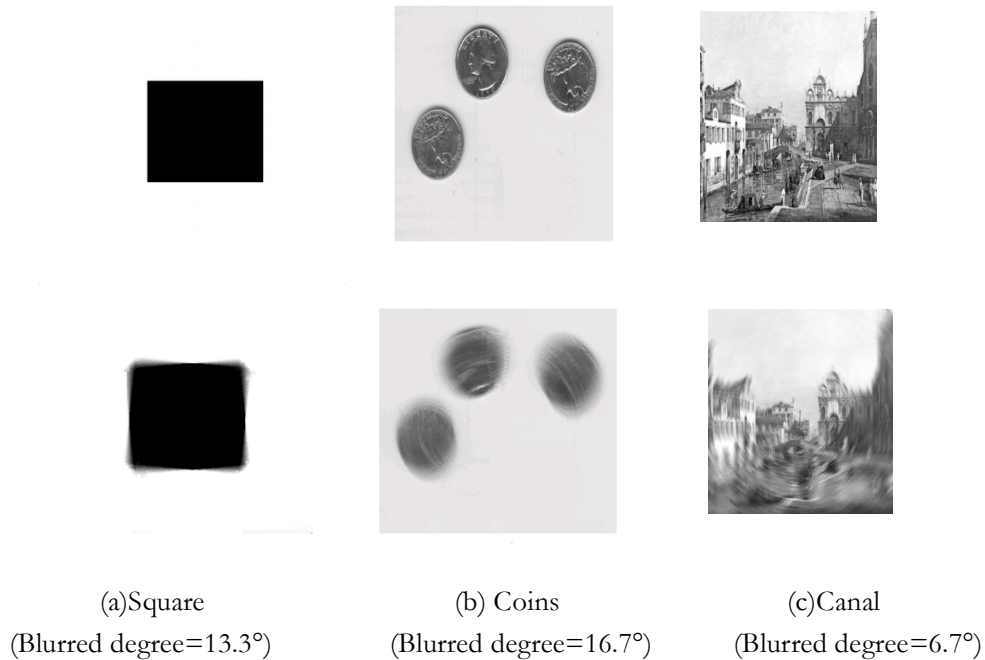 (a)Square
(b) Coins
(c)Canal
(Blurred degree=13.3°)
(Blurred degree=16.7°)
(Blurred degree=6.7°)